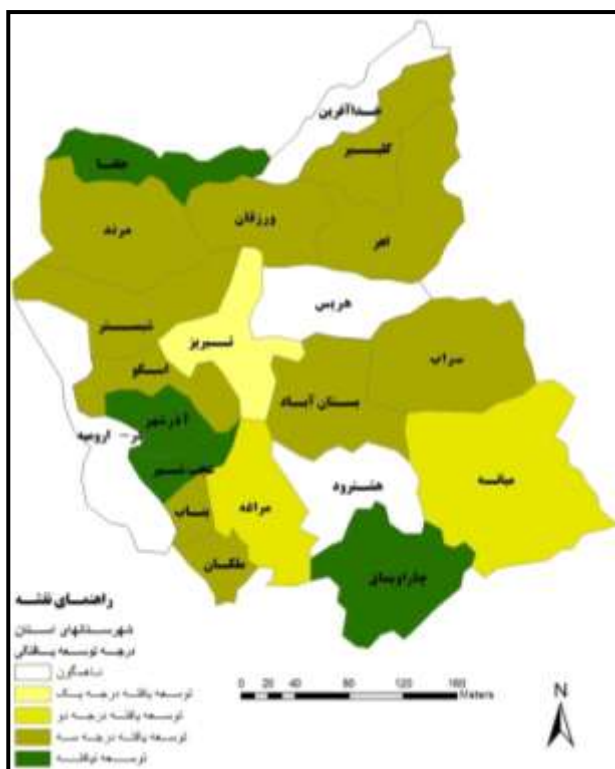 خداآفرین
کلیبر
جلفا
ورزقان
مرند
اهر
هریس
شبستر
تبریز
سراب
اسکو
بستان آباد
آذرشهر
ارومیه
عجب شیر
میانه
هشترود
مراغه
بناب
ملکان
چاراویماق
راهنمای نقشه
شهرستانهای استان
درجه توسعه یافتگی
ناهمگون
توسعه یافته درجه یک
توسعه یافته درجه دو
توسعه یافته درجه سه
توسعه نیافته
0 20 40 80 120 160
Meters
N